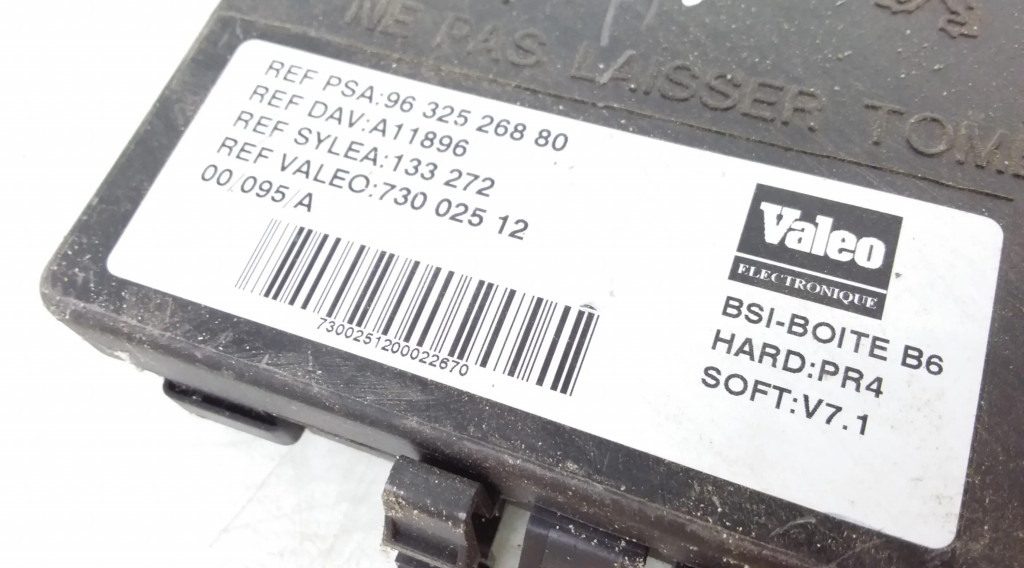 NE PAS LAISSER
REF PSA:96 325 268 80
REF DAV:A11896
REF SYLEA:133 272
REF VALEO:730 025 12
00/095/A
7300251200022670
Valeo
ELECTRONIQUE
BSI-BOITE B6
HARD:PR4
SOFT:V7.1